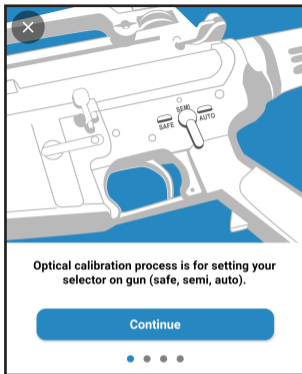 SEMI
SAFE
AUTO
Optical calibration process is for setting your
selector on gun (safe, semi, auto).
Continue